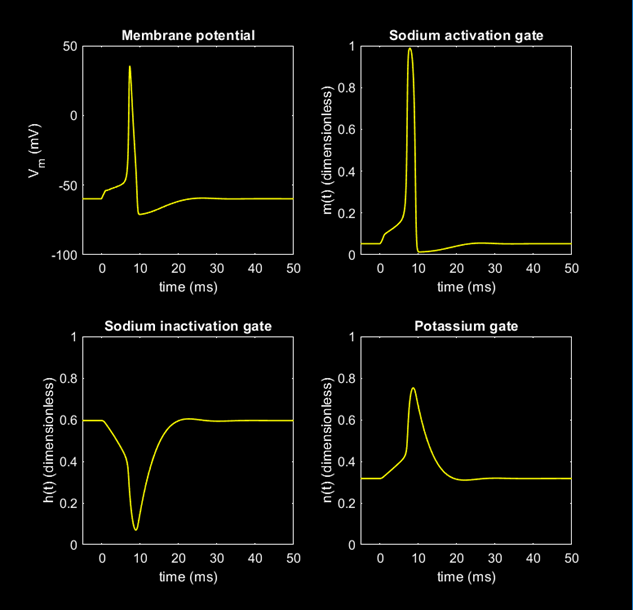 Membrane potential
50
0
-50
-100
V_m (mV)
0 10 20 30 40 50
time (ms)
Sodium activation gate
1
0.8
0.6
0.4
0.2
0
m(t) (dimensionless)
0 10 20 30 40 50
time (ms)
Sodium inactivation gate
1
0.8
0.6
0.4
0.2
0
h(t) (dimensionless)
0 10 20 30 40 50
time (ms)
Potassium gate
1
0.8
0.6
0.4
0.2
0
n(t) (dimensionless)
0 10 20 30 40 50
time (ms)